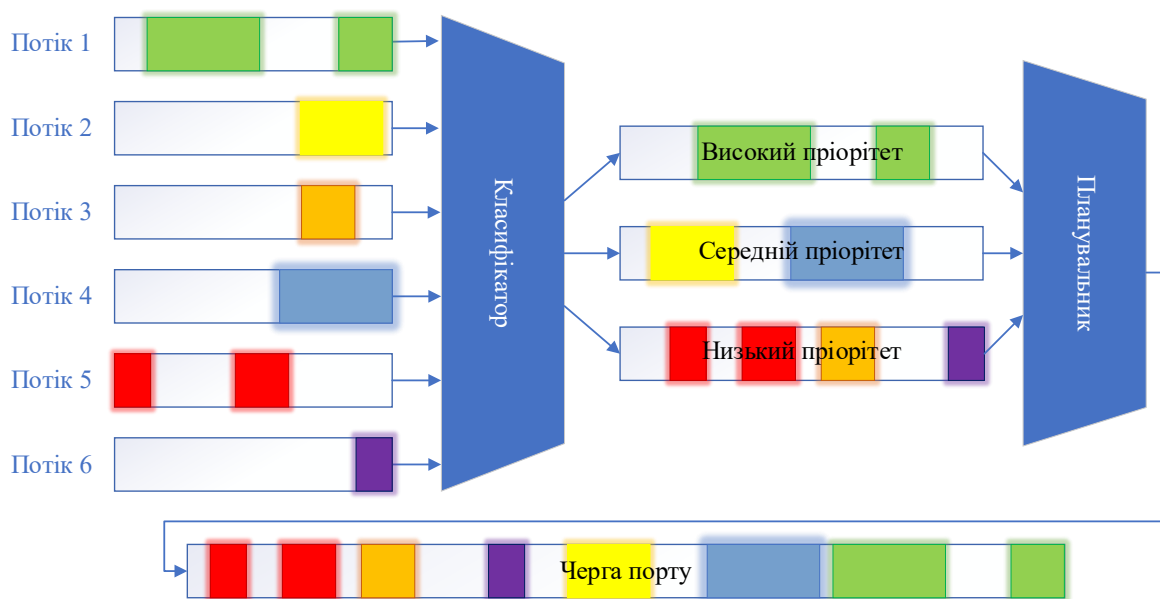 Потік 1
Потік 2
Потік 3
Потік 4
Потік 5
Потік 6
Класифікатор
Високий пріорітет
Середній пріорітет
Низький пріорітет
Планувальник
Черга порту